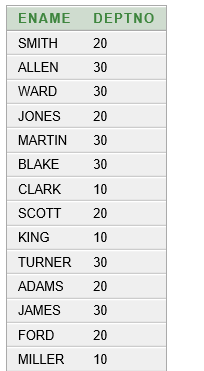 ENAME DEPTNO
SMITH 20
ALLEN 30
WARD 30
JONES 20
MARTIN 30
BLAKE 30
CLARK 10
SCOTT 20
KING 10
TURNER 30
ADAMS 20
JAMES 30
FORD 20
MILLER 10